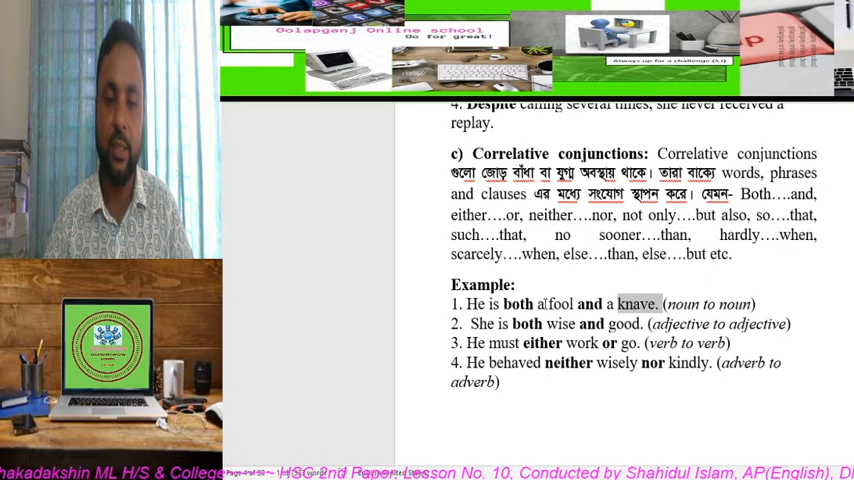 Golapganj Online school
Go for great!
Always up for a challenge(S.I)
4. Despite calling several times, she never received a
replay.
c) Correlative conjunctions: Correlative conjunctions
গুলো জোড় বাঁধা বা যুগ্ম অবস্থায় থাকে। তারা বাক্যে words, phrases
and clauses এর মধ্যে সংযোগ স্থাপন করে। যেমন- Both….and,
either….or, neither….nor, not only….but also, so….that,
such….that, no sooner….than, hardly….when,
scarcely….when, else….than, else….but etc.
Example:
1. He is both a fool and a knave. (noun to noun)
2. She is both wise and good. (adjective to adjective)
3. He must either work or go. (verb to verb)
4. He behaved neither wisely nor kindly. (adverb to
adverb)
hakadakshin ML H/S & College ~~~ HSC 2nd Paper, Lesson No. 10, Conducted by Shahidul Islam, AP(English), D